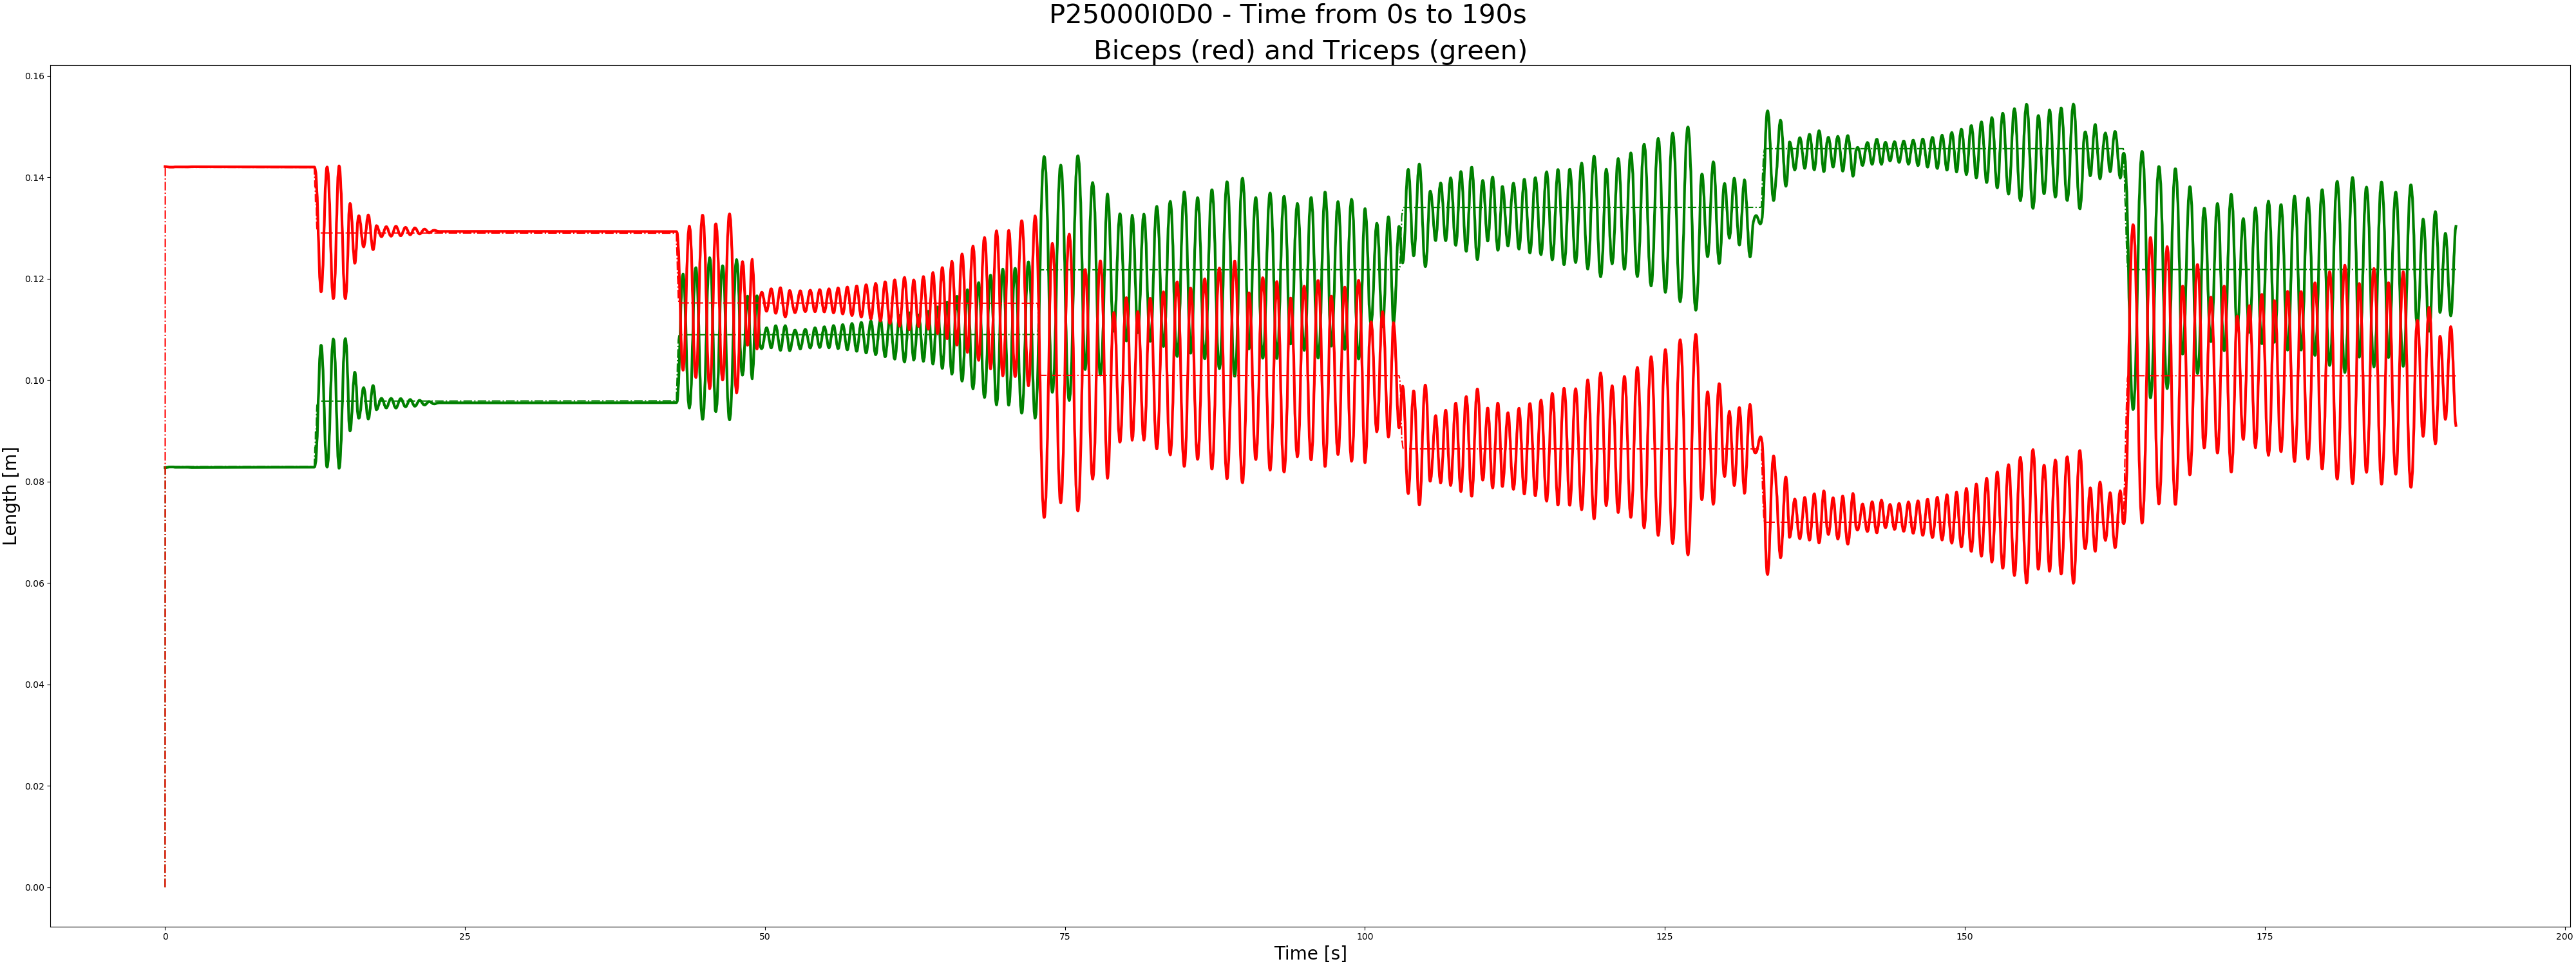 P25000I0D0 - Time from 0s to 190s
Biceps (red) and Triceps (green)
0.16
0.14
0.12
0.10
0.08
0.06
0.04
0.02
0.00
Length [m]
0 25 50 75 100 125 150 175 200
Time [s]